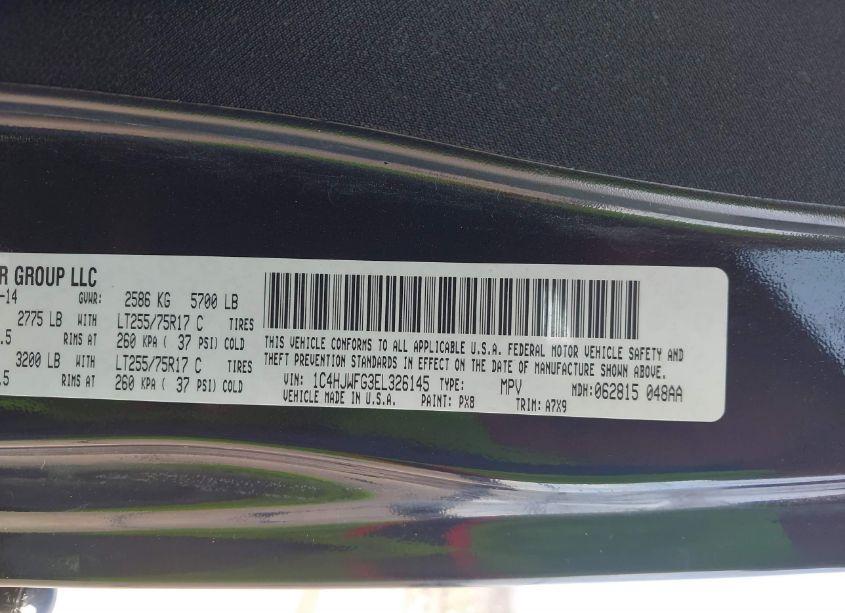 R GROUP LLC
-14 GVWR: 2586 KG 5700 LB
2775 LB WITH LT255/75R17 C TIRES
.5 RIMS AT 260 KPA ( 37 PSI) COLD
3200 LB WITH LT255/75R17 C TIRES
.5 RIMS AT 260 KPA ( 37 PSI) COLD
THIS VEHICLE CONFORMS TO ALL APPLICABLE U.S.A. FEDERAL MOTOR VEHICLE SAFETY AND
THEFT PREVENTION STANDARDS IN EFFECT ON THE DATE OF MANUFACTURE SHOWN ABOVE.
VIN: 1C4HJWFG3EL326145 TYPE: MPV MDH:062815 048AA
VEHICLE MADE IN U.S.A. PAINT: PX8 TRIM: A7X9